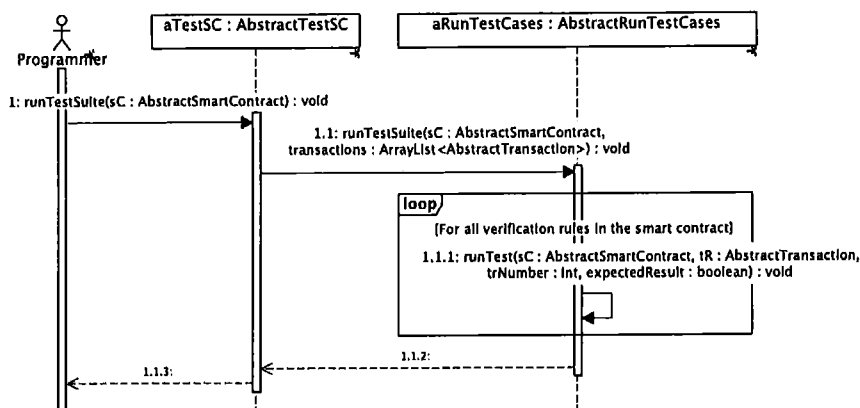 aTestSC : AbstractTestSC
aRunTestCases : AbstractRunTestCases
Programmer
1: runTestSuite(sC : AbstractSmartContract) : void
1.1: runTestSuite(sC : AbstractSmartContract,
transactions : ArrayList<AbstractTransaction>) : void
loop
[For all verification rules in the smart contract]
1.1.1: runTest(sC : AbstractSmartContract, tR : AbstractTransaction,
trNumber : int, expectedResult : boolean) : void
1.1.2:
1.1.3: